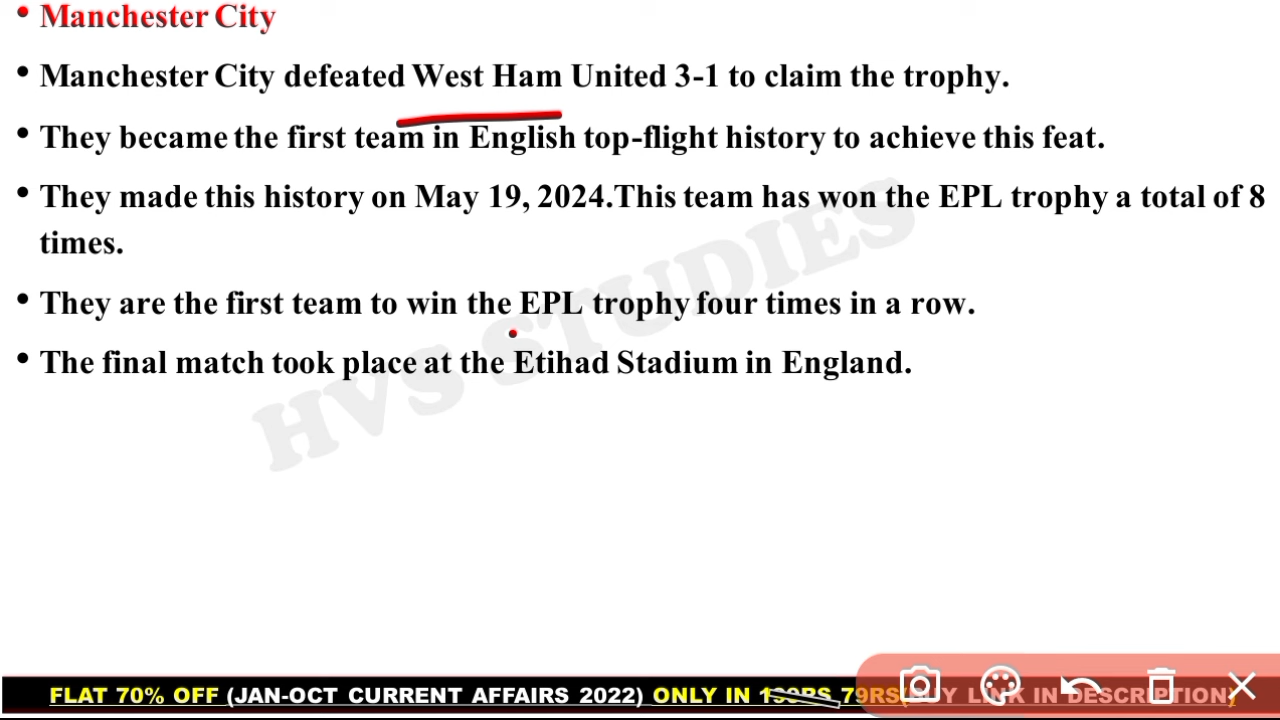 • Manchester City
• Manchester City defeated West Ham United 3-1 to claim the trophy.
• They became the first team in English top-flight history to achieve this feat.
• They made this history on May 19, 2024.This team has won the EPL trophy a total of 8
times.
• They are the first team to win the EPL trophy four times in a row.
• The final match took place at the Etihad Stadium in England.
HVS STUDIES
FLAT 70% OFF (JAN-OCT CURRENT AFFAIRS 2022) ONLY IN 79RS( LINK IN DESCRIPTION)